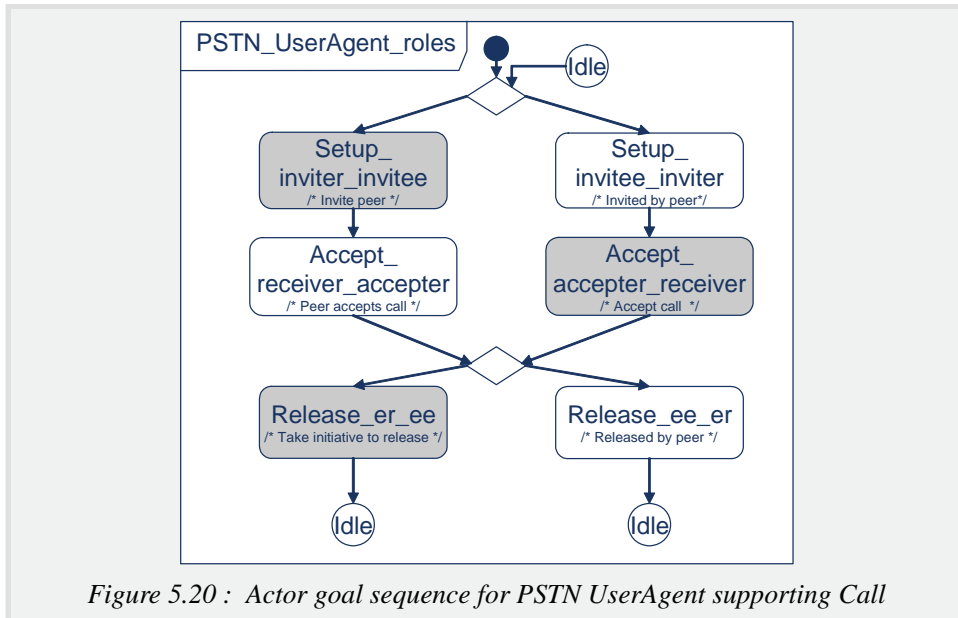 PSTN_UserAgent_roles
Idle
Setup_
inviter_invitee
/* Invite peer */
Setup_
invitee_inviter
/* Invited by peer*/
Accept_
receiver_accepter
/* Peer accepts call */
Accept_
accepter_receiver
/* Accept call */
Release_er_ee
/* Take initiative to release */
Release_ee_er
/* Released by peer */
Idle
Idle
Figure 5.20 : Actor goal sequence for PSTN UserAgent supporting Call